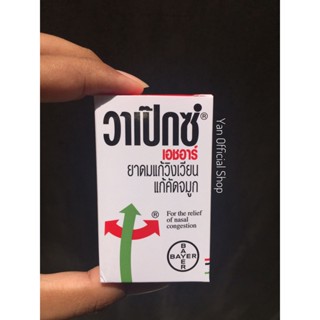 วาเป๊กซ์®
เอชอาร์
ยาดมแก้วิงเวียน
แก้คัดจมูก
®
For the relief
of nasal
congestion
BAYER
BAYER
Yan Official Shop